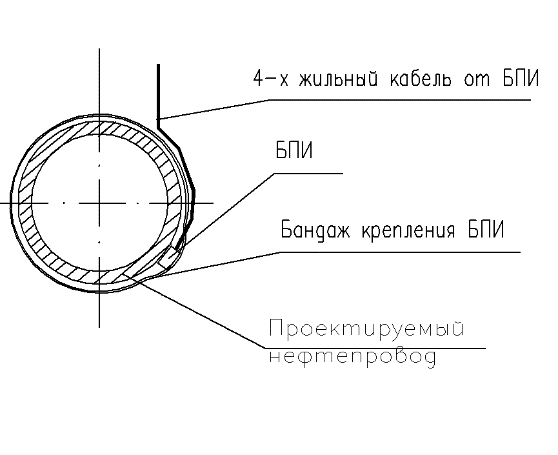 4-х жильный кабель от БПИ
БПИ
Бандаж крепления БПИ
Проектируемый
нефтепровод